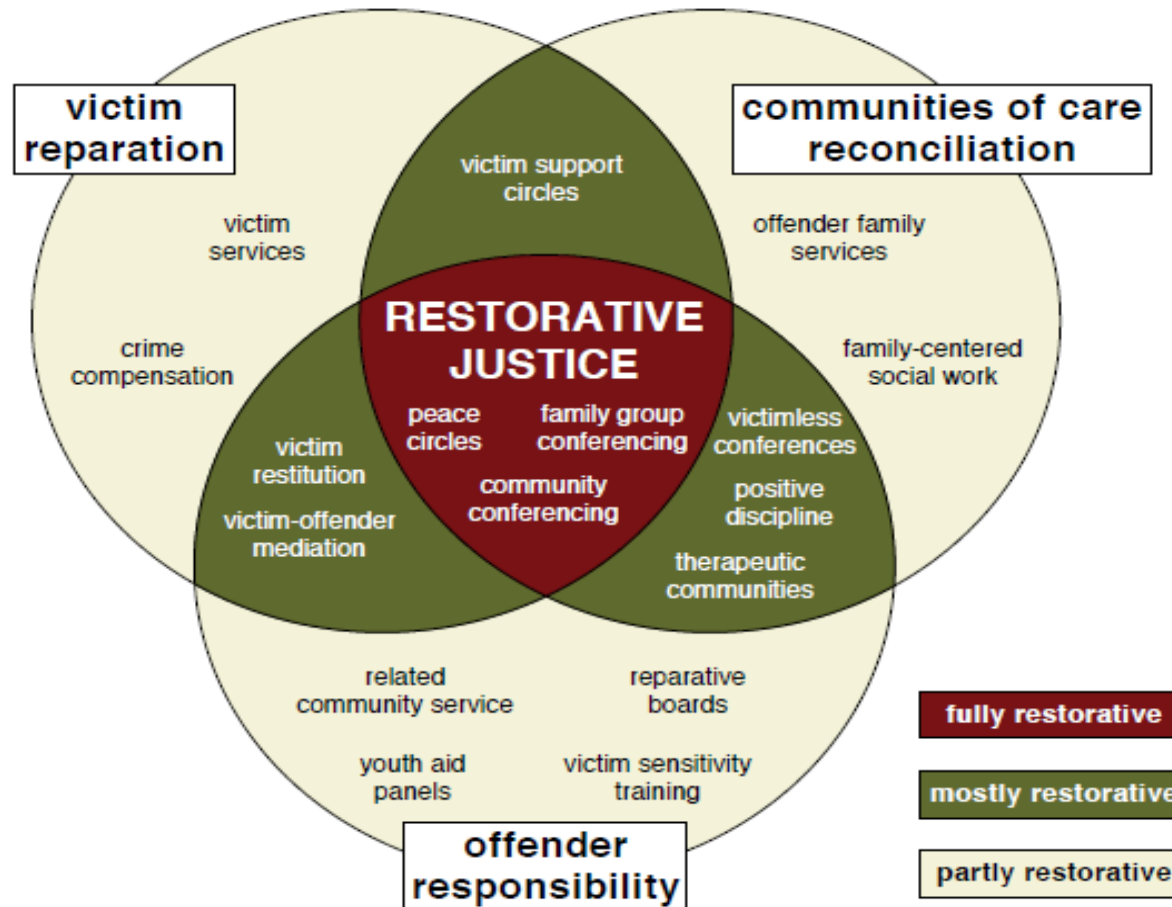 victim
reparation
communities of care
reconciliation
victim support
circles
victim
services
offender family
services
RESTORATIVE
JUSTICE
crime
compensation
family-centered
social work
peace
circles
family group
conferencing
victimless
conferences
victim
restitution
community
conferencing
positive
discipline
victim-offender
mediation
therapeutic
communities
related
community service
reparative
boards
youth aid
panels
victim sensitivity
training
offender
responsibility
fully restorative
mostly restorative
partly restorative